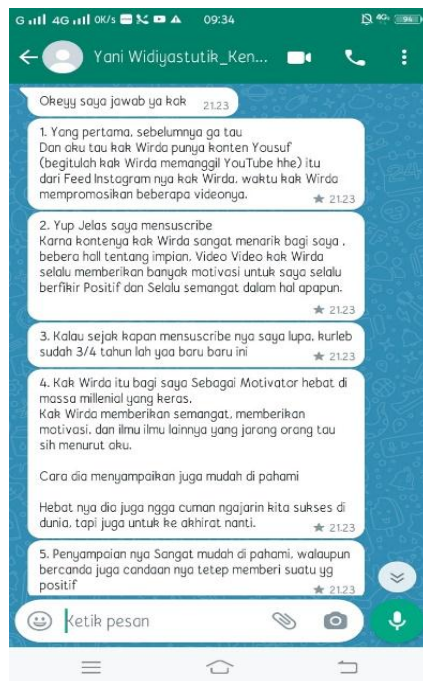 G 4G 0K/s 09:34 4G 94
Yani Widiyastutik_Ken...
Okeyy saya jawab ya kak 21.23
1. Yang pertama, sebelumnya ga tau
Dan aku tau kak Wirda punya konten Yousuf
(begitulah kak Wirda memanggil YouTube hhe) itu
dari Feed Instagram nya kak Wirda, waktu kak Wirda
mempromosikan beberapa videonya. 21.23
2. Yup Jelas saya mensuscribe
Karna kontenya kak Wirda sangat menarik bagi saya ,
bebera hall tentang impian, Video Video kak Wirda
selalu memberikan banyak motivasi untuk saya selalu
berfikir Positif dan Selalu semangat dalam hal apapun.
21.23
3. Kalau sejak kapan mensuscribe nya saya lupa, kurleb
sudah 3/4 tahun lah yaa baru baru ini 21.23
4. Kak Wirda itu bagi saya Sebagai Motivator hebat di
massa millenial yang keras.
Kak Wirda memberikan semangat, memberikan
motivasi, dan ilmu ilmu lainnya yang jarang orang tau
sih menurut aku.
Cara dia menyampaikan juga mudah di pahami
Hebat nya dia juga ngga cuman ngajarin kita sukses di
dunia, tapi juga untuk ke akhirat nanti. 21.23
5. Penyampaian nya Sangat mudah di pahami, walaupun
bercanda juga candaan nya tetep memberi suatu yg
positif 21.23
Ketik pesan